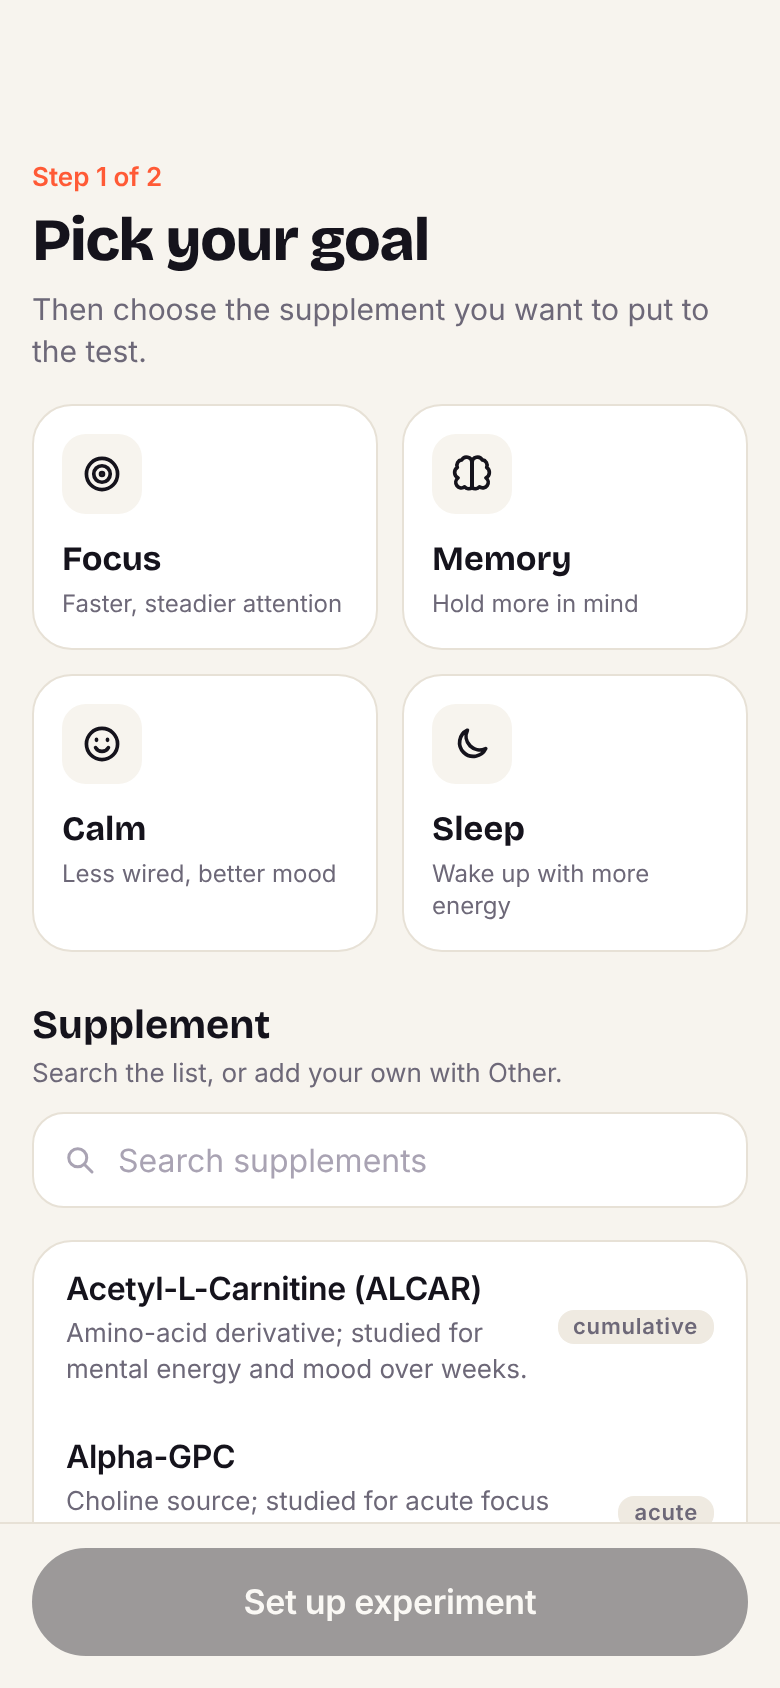 Step 1 of 2
Pick your goal
Then choose the supplement you want to put to
the test.
Focus
Faster, steadier attention
Memory
Hold more in mind
Calm
Less wired, better mood
Sleep
Wake up with more
energy
Supplement
Search the list, or add your own with Other.
Search supplements
Acetyl-L-Carnitine (ALCAR)
Amino-acid derivative; studied for
mental energy and mood over weeks.
cumulative
Alpha-GPC
Choline source; studied for acute focus
acute
Set up experiment